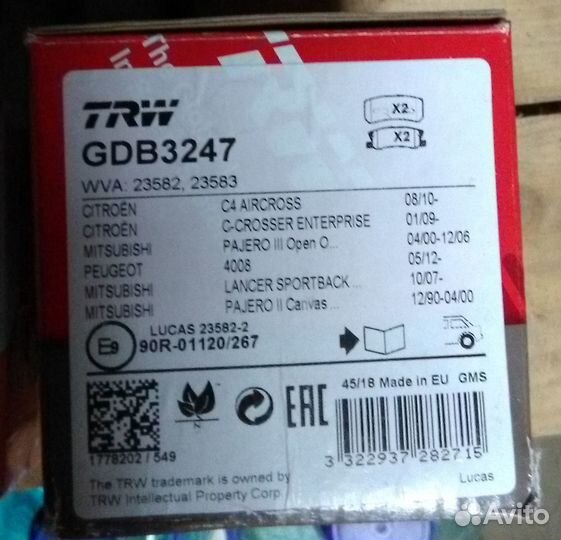 TRW
X2
X2
GDB3247
WVA: 23582, 23583
CITROËN C4 AIRCROSS 08/10-
CITROËN C-CROSSER ENTERPRISE 01/09-
MITSUBISHI PAJERO III Open O... 04/00-12/06
PEUGEOT 4008 05/12-
MITSUBISHI LANCER SPORTBACK ... 10/07-
MITSUBISHI PAJERO II Canvas ... 12/90-04/00
LUCAS 23582-2
E9 90R-01120/267
EAC
45/18 Made in EU GMS
1778202 / 549
3 322937 282715
The TRW trademark is owned by
TRW Intellectual Property Corp
Lucas
Avito